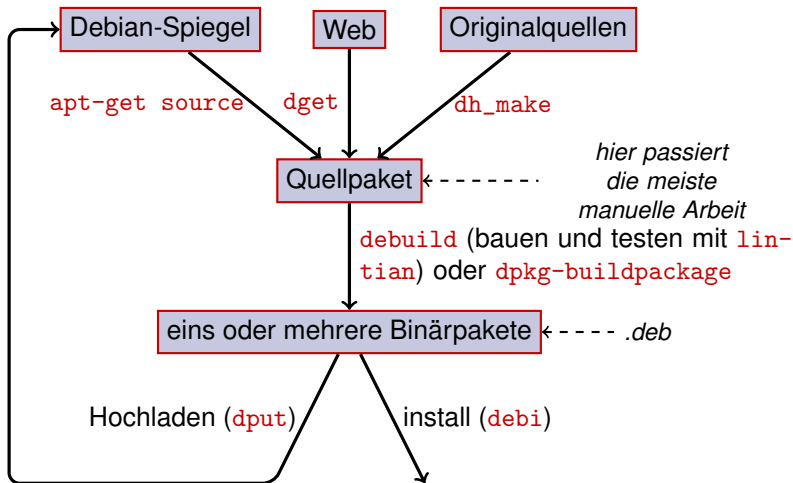 Debian-Spiegel
Web
Originalquellen
apt-get source
dget
dh_make
Quellpaket
hier passiert
die meiste
manuelle Arbeit
debuild (bauen und testen mit lin-
tian) oder dpkg-buildpackage
eins oder mehrere Binärpakete
.deb
Hochladen (dput)
install (debi)